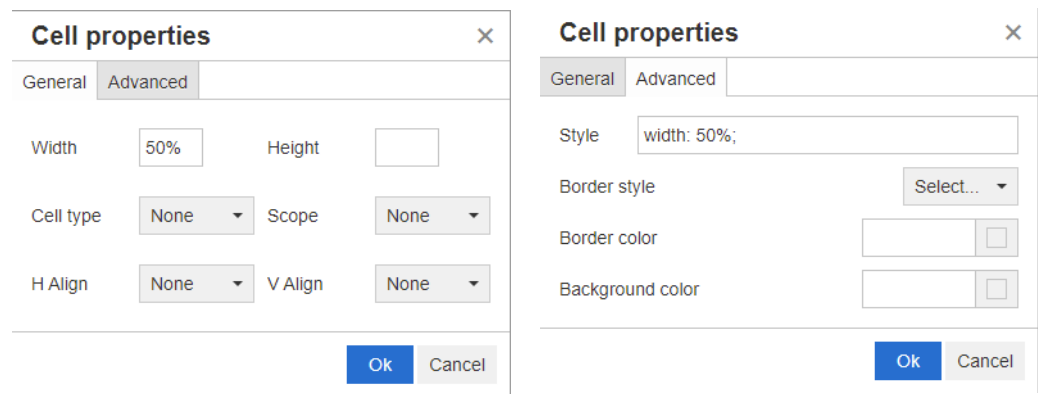 Cell properties ×
General Advanced
Width 50% Height
Cell type None Scope None
H Align None V Align None
Ok Cancel
Cell properties ×
General Advanced
Style width: 50%;
Border style Select...
Border color
Background color
Ok Cancel